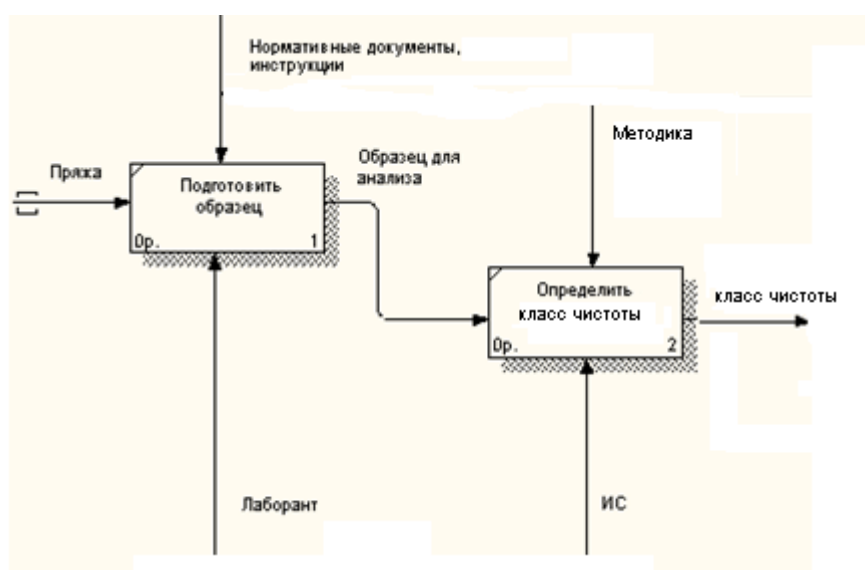 Нормативные документы,
инструкции
Методика
Пряжа
Образец для
анализа
Подготовить
образец
0р.
1
Определить
класс чистоты
0р.
2
класс чистоты
Лаборант
ИС